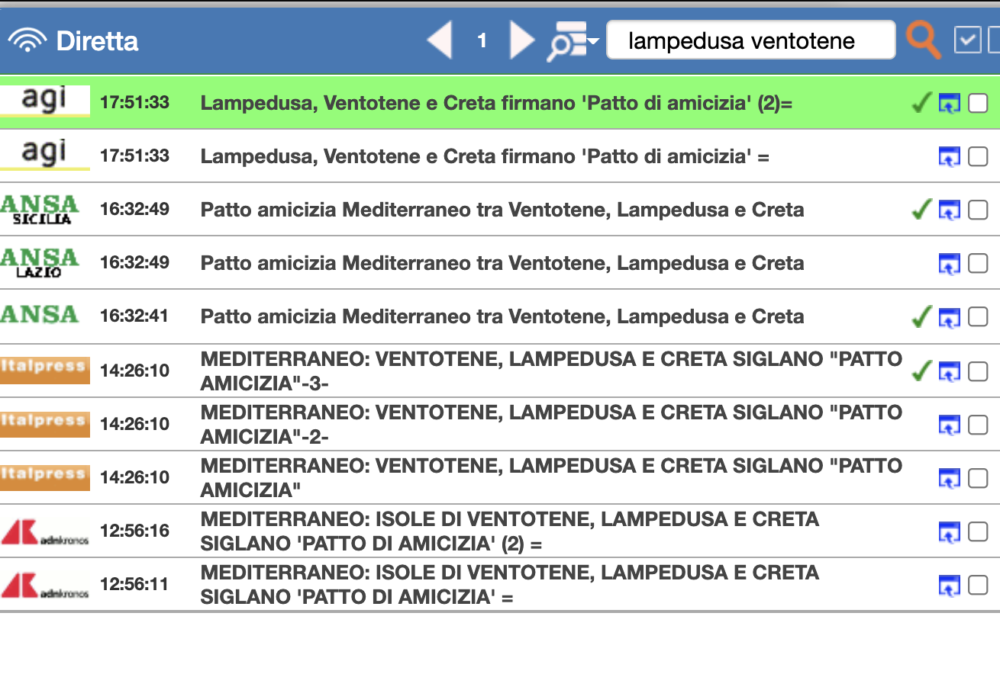 Diretta
1
lampedusa ventotene
agi
17:51:33
Lampedusa, Ventotene e Creta firmano 'Patto di amicizia' (2)=
agi
17:51:33
Lampedusa, Ventotene e Creta firmano 'Patto di amicizia' =
ANSA
SICILIA
16:32:49
Patto amicizia Mediterraneo tra Ventotene, Lampedusa e Creta
ANSA
LAZIO
16:32:49
Patto amicizia Mediterraneo tra Ventotene, Lampedusa e Creta
ANSA
16:32:41
Patto amicizia Mediterraneo tra Ventotene, Lampedusa e Creta
Italpress
14:26:10
MEDITERRANEO: VENTOTENE, LAMPEDUSA E CRETA SIGLANO "PATTO
AMICIZIA"-3-
Italpress
14:26:10
MEDITERRANEO: VENTOTENE, LAMPEDUSA E CRETA SIGLANO "PATTO
AMICIZIA"-2-
Italpress
14:26:10
MEDITERRANEO: VENTOTENE, LAMPEDUSA E CRETA SIGLANO "PATTO
AMICIZIA"
adnkronos
12:56:16
MEDITERRANEO: ISOLE DI VENTOTENE, LAMPEDUSA E CRETA
SIGLANO 'PATTO DI AMICIZIA' (2) =
adnkronos
12:56:11
MEDITERRANEO: ISOLE DI VENTOTENE, LAMPEDUSA E CRETA
SIGLANO 'PATTO DI AMICIZIA' =